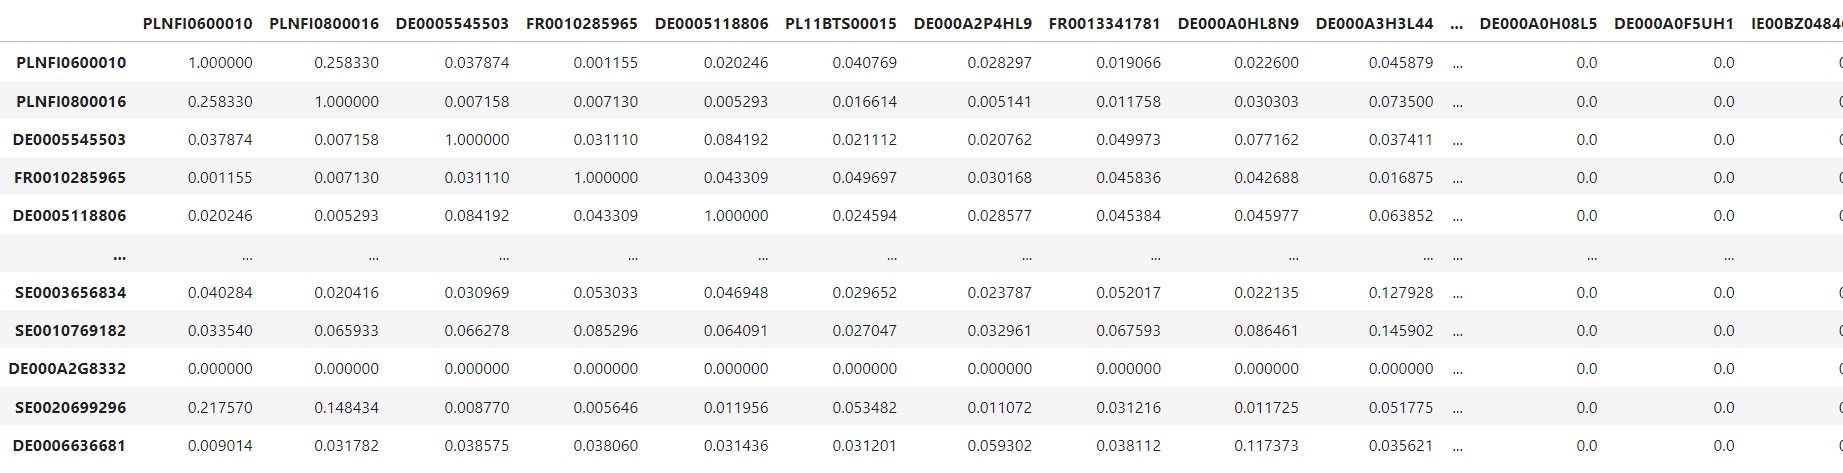 PLNFI0600010 PLNFI0800016 DE0005545503 FR0010285965 DE0005118806 PL11BTS00015 DE000A2P4HL9 FR0013341781 DE000A0HL8N9 DE000A3H3L44 ... DE000A0H08L5 DE000A0F5UH1 IE00BZ0484
PLNFI0600010 1.000000 0.258330 0.037874 0.001155 0.020246 0.040769 0.028297 0.019066 0.022600 0.045879 ... 0.0 0.0
PLNFI0800016 0.258330 1.000000 0.007158 0.007130 0.005293 0.016614 0.005141 0.011758 0.030303 0.073500 ... 0.0 0.0
DE0005545503 0.037874 0.007158 1.000000 0.031110 0.084192 0.021112 0.020762 0.049973 0.077162 0.037411 ... 0.0 0.0
FR0010285965 0.001155 0.007130 0.031110 1.000000 0.043309 0.049697 0.030168 0.045836 0.042688 0.016875 ... 0.0 0.0
DE0005118806 0.020246 0.005293 0.084192 0.043309 1.000000 0.024594 0.028577 0.045384 0.045977 0.063852 ... 0.0 0.0
... ... ... ... ... ... ... ... ... ... ... ... ... ...
SE0003656834 0.040284 0.020416 0.030969 0.053033 0.046948 0.029652 0.023787 0.052017 0.022135 0.127928 ... 0.0 0.0
SE0010769182 0.033540 0.065933 0.066278 0.085296 0.064091 0.027047 0.032961 0.067593 0.086461 0.145902 ... 0.0 0.0
DE000A2G8332 0.000000 0.000000 0.000000 0.000000 0.000000 0.000000 0.000000 0.000000 0.000000 0.000000 ... 0.0 0.0
SE0020699296 0.217570 0.148434 0.008770 0.005646 0.011956 0.053482 0.011072 0.031216 0.011725 0.051775 ... 0.0 0.0
DE0006636681 0.009014 0.031782 0.038575 0.038060 0.031436 0.031201 0.059302 0.038112 0.117373 0.035621 ... 0.0 0.0